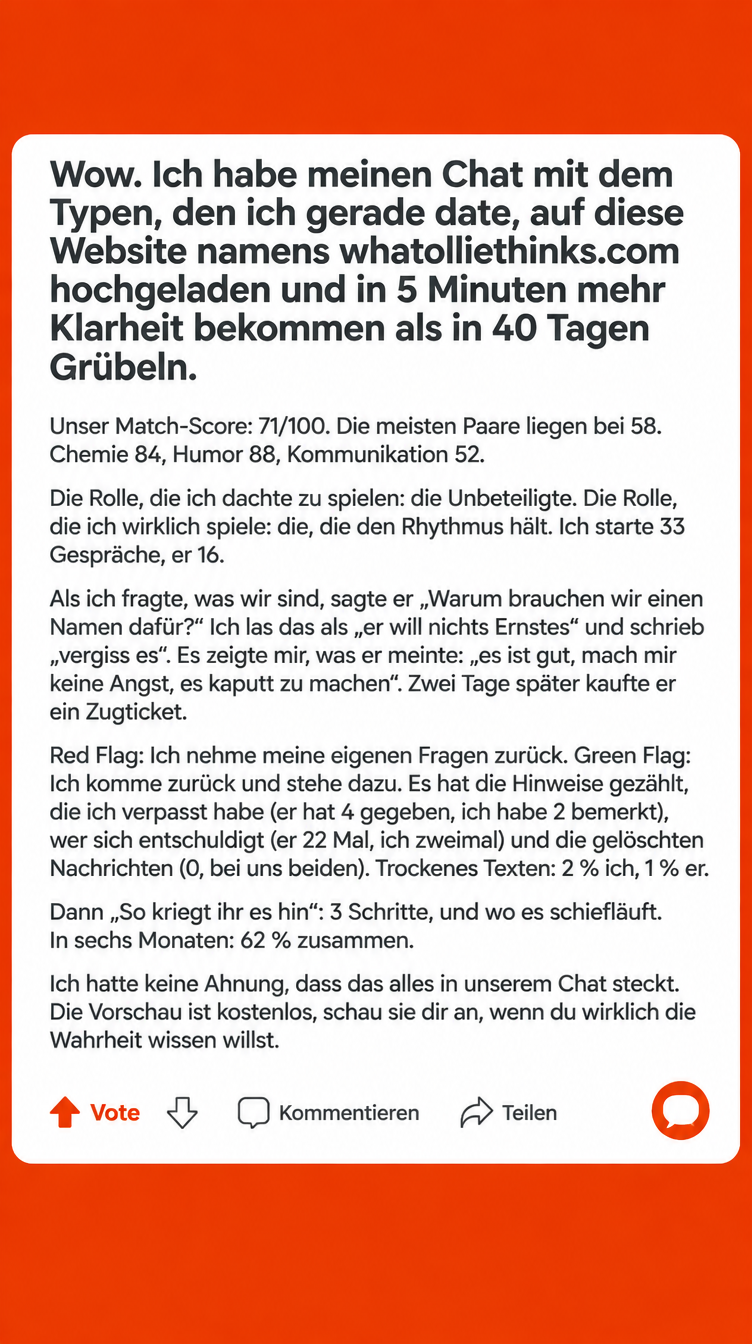 Wow. Ich habe meinen Chat mit dem
Typen, den ich gerade date, auf diese
Website namens whatolliethinks.com
hochgeladen und in 5 Minuten mehr
Klarheit bekommen als in 40 Tagen
Grübeln.
Unser Match-Score: 71/100. Die meisten Paare liegen bei 58.
Chemie 84, Humor 88, Kommunikation 52.
Die Rolle, die ich dachte zu spielen: die Unbeteiligte. Die Rolle,
die ich wirklich spiele: die, die den Rhythmus hält. Ich starte 33
Gespräche, er 16.
Als ich fragte, was wir sind, sagte er „Warum brauchen wir einen
Namen dafür?“ Ich las das als „er will nichts Ernstes“ und schrieb
„vergiss es“. Es zeigte mir, was er meinte: „es ist gut, mach mir
keine Angst, es kaputt zu machen“. Zwei Tage später kaufte er
ein Zugticket.
Red Flag: Ich nehme meine eigenen Fragen zurück. Green Flag:
Ich komme zurück und stehe dazu. Es hat die Hinweise gezählt,
die ich verpasst habe (er hat 4 gegeben, ich habe 2 bemerkt),
wer sich entschuldigt (er 22 Mal, ich zweimal) und die gelöschten
Nachrichten (0, bei uns beiden). Trockenes Texten: 2 % ich, 1 % er.
Dann „So kriegt ihr es hin“: 3 Schritte, und wo es schiefläuft.
In sechs Monaten: 62 % zusammen.
Ich hatte keine Ahnung, dass das alles in unserem Chat steckt.
Die Vorschau ist kostenlos, schau sie dir an, wenn du wirklich die
Wahrheit wissen willst.
Vote Kommentieren Teilen